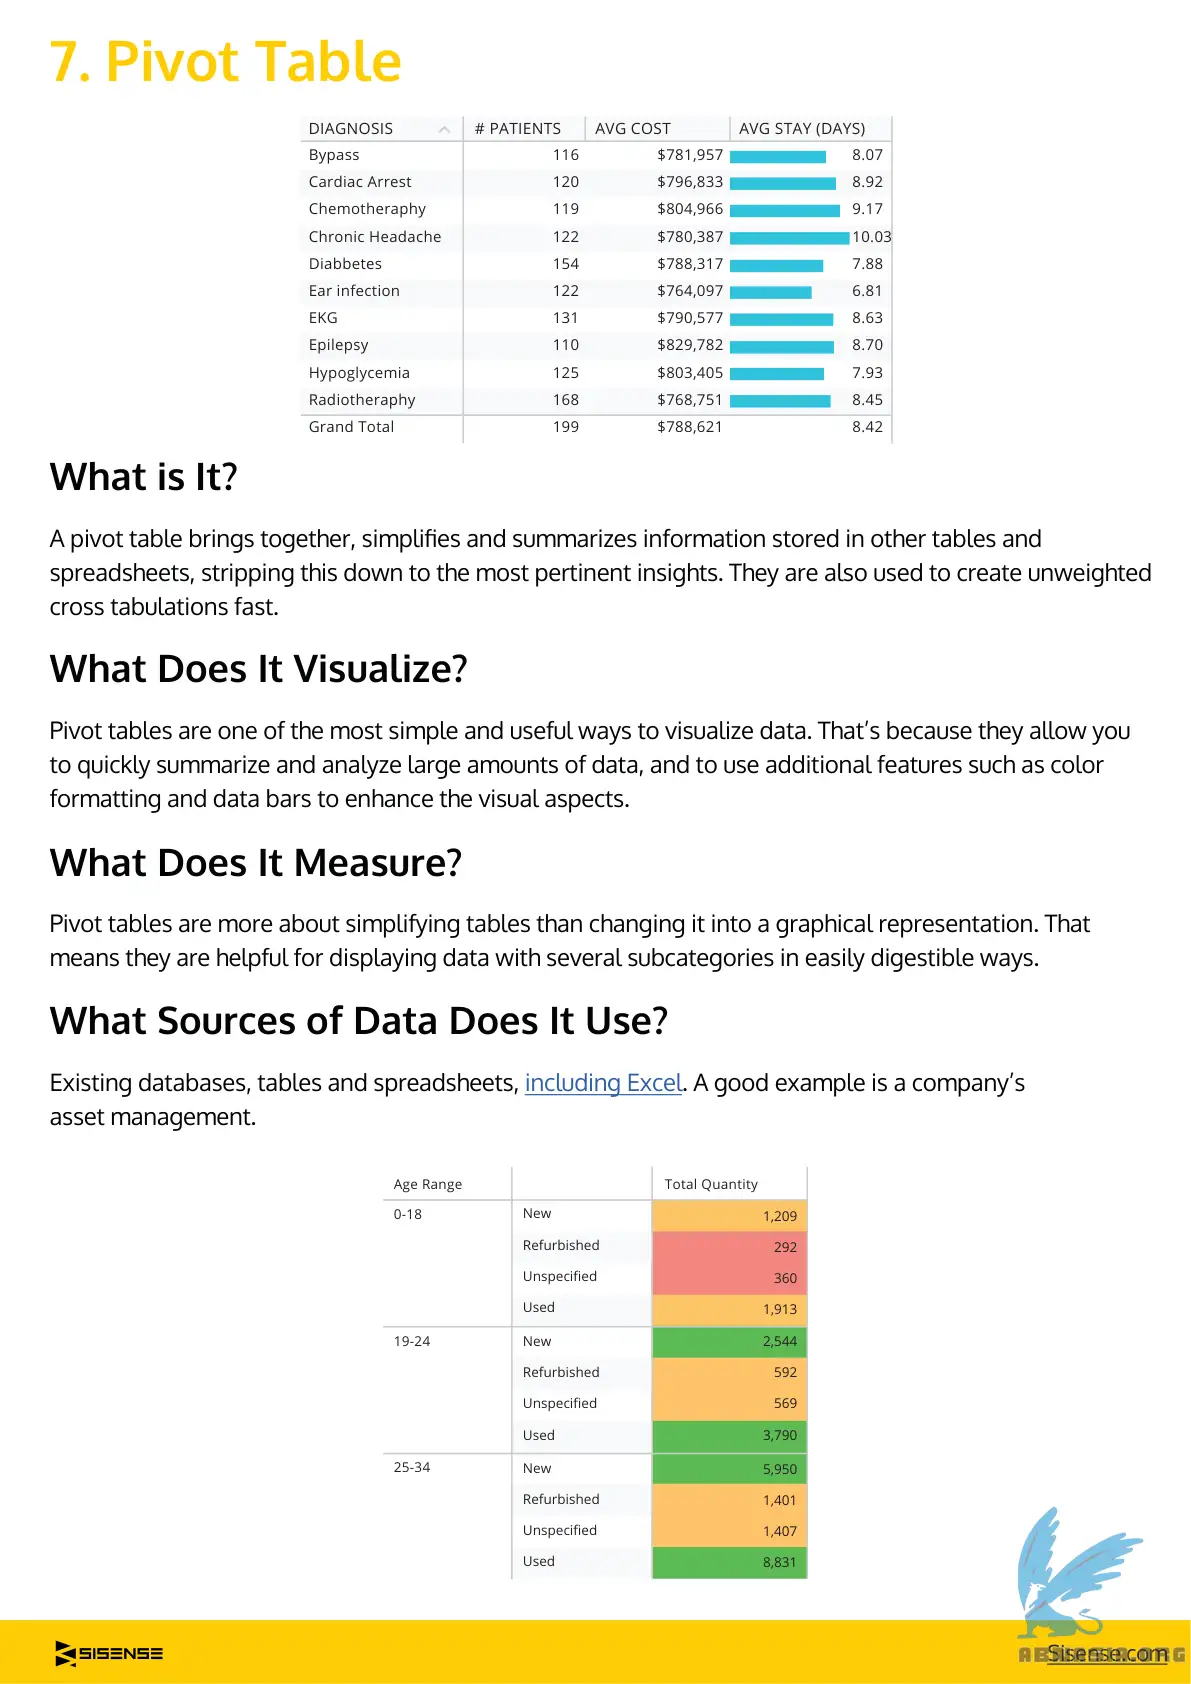 7. Pivot Table
DIAGNOSIS # PATIENTS AVG COST AVG STAY (DAYS)
Bypass 116 $781,957 8.07
Cardiac Arrest 120 $796,833 8.92
Chemotheraphy 119 $804,966 9.17
Chronic Headache 122 $780,387 10.03
Diabbetes 154 $788,317 7.88
Ear infection 122 $764,097 6.81
EKG 131 $790,577 8.63
Epilepsy 110 $829,782 8.70
Hypoglycemia 125 $803,405 7.93
Radiotheraphy 168 $768,751 8.45
Grand Total 199 $788,621 8.42
What is It?
A pivot table brings together, simplifies and summarizes information stored in other tables and
spreadsheets, stripping this down to the most pertinent insights. They are also used to create unweighted
cross tabulations fast.
What Does It Visualize?
Pivot tables are one of the most simple and useful ways to visualize data. That’s because they allow you
to quickly summarize and analyze large amounts of data, and to use additional features such as color
formatting and data bars to enhance the visual aspects.
What Does It Measure?
Pivot tables are more about simplifying tables than changing it into a graphical representation. That
means they are helpful for displaying data with several subcategories in easily digestible ways.
What Sources of Data Does It Use?
Existing databases, tables and spreadsheets, including Excel. A good example is a company’s
asset management.
Age Range Total Quantity
0-18 New 1,209
Refurbished 292
Unspecified 360
Used 1,913
19-24 New 2,544
Refurbished 592
Unspecified 569
Used 3,790
25-34 New 5,950
Refurbished 1,401
Unspecified 1,407
Used 8,831
SISENSE
Sisense.com